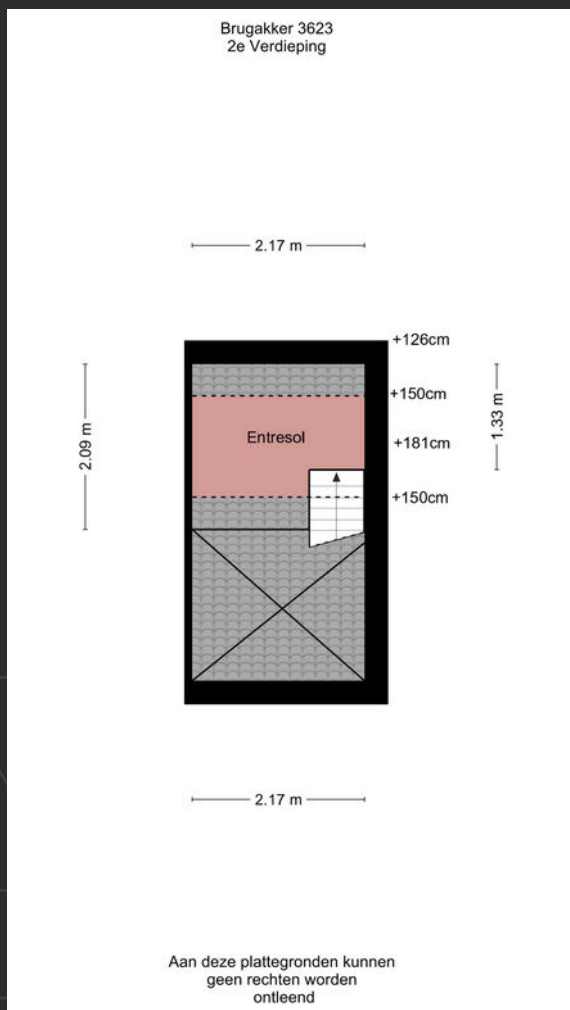 Brugakker 3623
2e Verdieping
2.17 m
+126cm
+150cm
1.33 m
2.09 m
Entresol
+181cm
+150cm
2.17 m
Aan deze plattegronden kunnen
geen rechten worden
ontleend